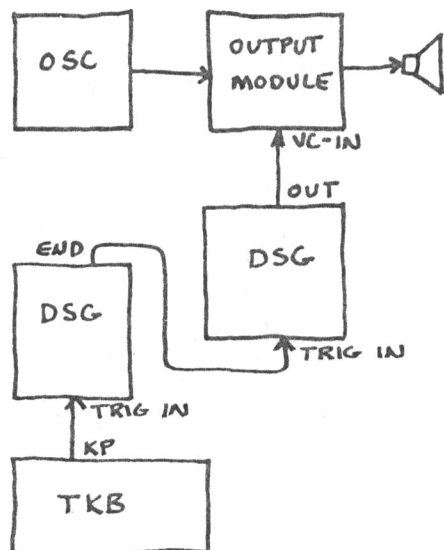 OSC
OUTPUT
MODULE
VC-IN
OUT
DSG
END
DSG
TRIG IN
TRIG IN
KP
TKB